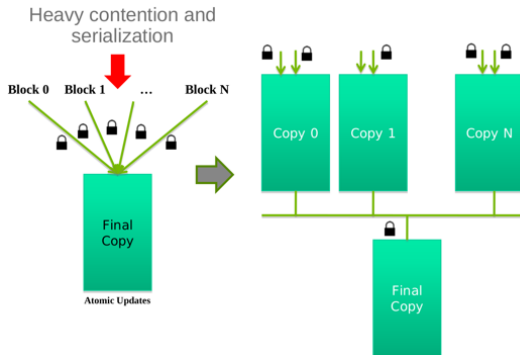 Heavy contention and
serialization
Block 0 Block 1 ... Block N
Final
Copy
Atomic Updates
Copy 0 Copy 1 Copy N
Final
Copy